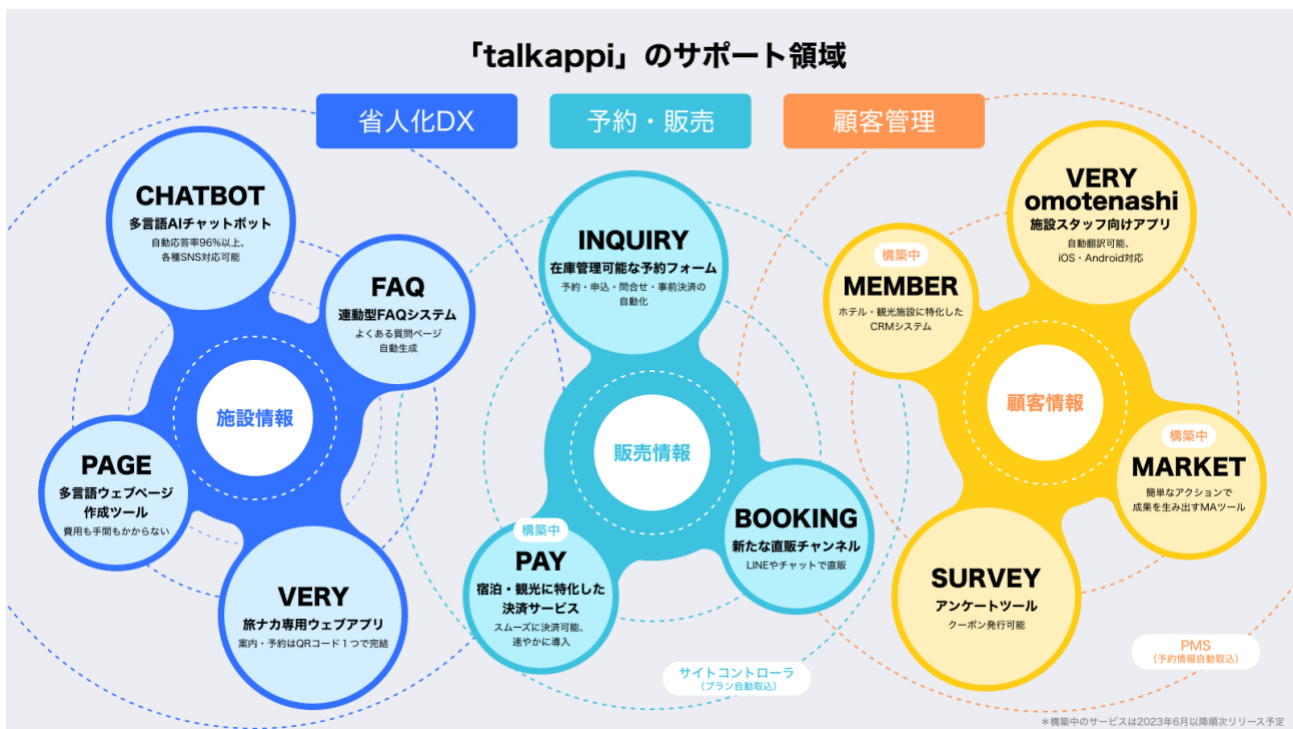 「talkappi」のサポート領域
省人化DX
予約・販売
顧客管理
CHATBOT
多言語AIチャットボット
自動応答率96%以上、
各種SNS対応可能
FAQ
連動型FAQシステム
よくある質問ページ
自動生成
施設情報
PAGE
多言語ウェブページ
作成ツール
費用も手間もかからない
VERY
旅ナカ専用ウェブアプリ
案内・予約はQRコード１つで完結
INQUIRY
在庫管理可能な予約フォーム
予約・申込・問合せ・事前決済の
自動化
販売情報
構築中
PAY
宿泊・観光に特化した
決済サービス
スムーズに決済可能、
速やかに導入
BOOKING
新たな直販チャンネル
LINEやチャットで直販
サイトコントローラ
（プラン自動取込）
VERY
omotenashi
施設スタッフ向けアプリ
自動翻訳可能、
iOS・Android対応
構築中
MEMBER
ホテル・観光施設に特化した
CRMシステム
顧客情報
構築中
MARKET
簡単なアクションで
成果を生み出すMAツール
SURVEY
アンケートツール
クーポン発行可能
PMS
（予約情報自動取込）
＊構築中のサービスは2023年6月以降順次リリース予定